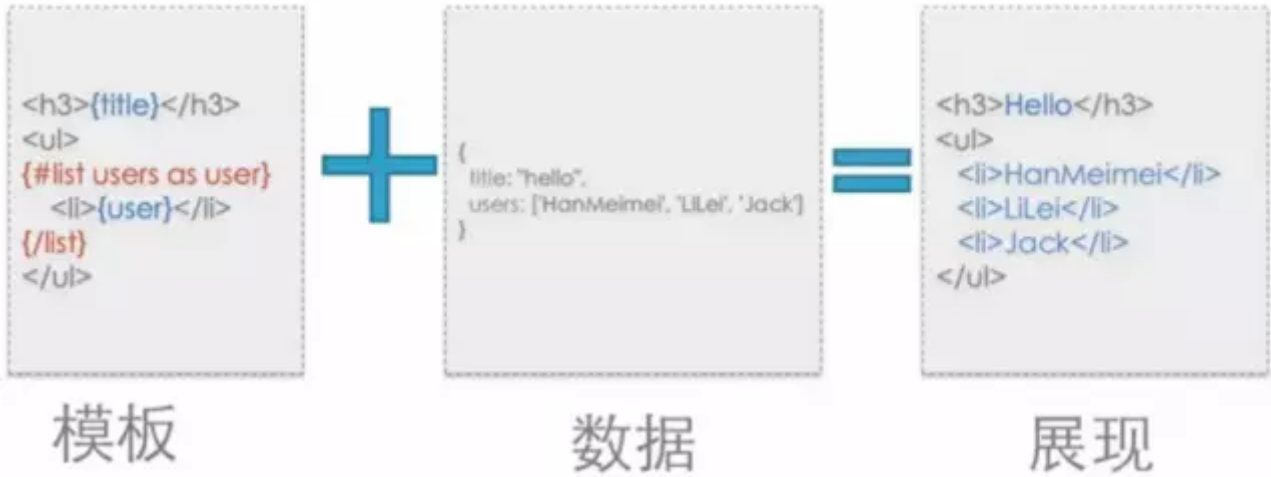 <h3>{title}</h3>
<ul>
{#list users as user}
<li>{user}</li>
{/list}
</ul>
{
title: "hello",
users: ['HanMeimei', 'LiLei', 'Jack']
}
<h3>Hello</h3>
<ul>
<li>HanMeimei</li>
<li>LiLei</li>
<li>Jack</li>
</ul>
模板
数据
展现